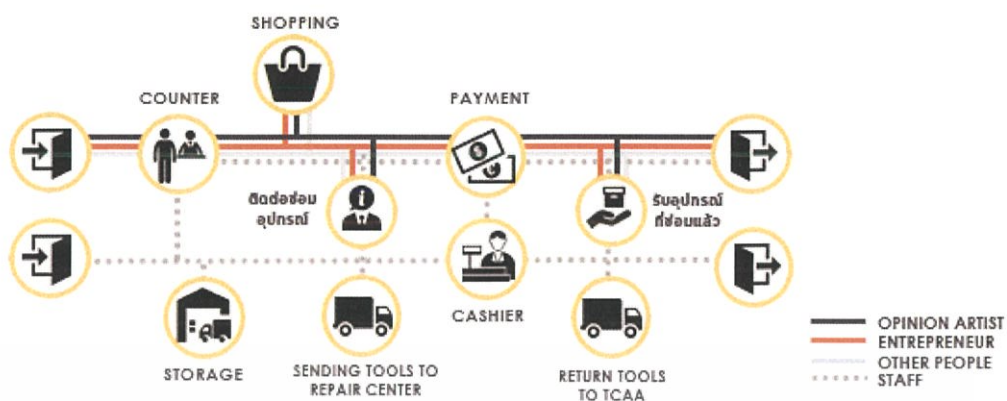 SHOPPING
COUNTER
PAYMENT
ติดต่อซ่อม
อุปกรณ์
รับอุปกรณ์
ที่ซ่อมแล้ว
CASHIER
STORAGE
SENDING TOOLS TO
REPAIR CENTER
RETURN TOOLS
TO TCAA
OPINION ARTIST
ENTREPRENEUR
OTHER PEOPLE
STAFF